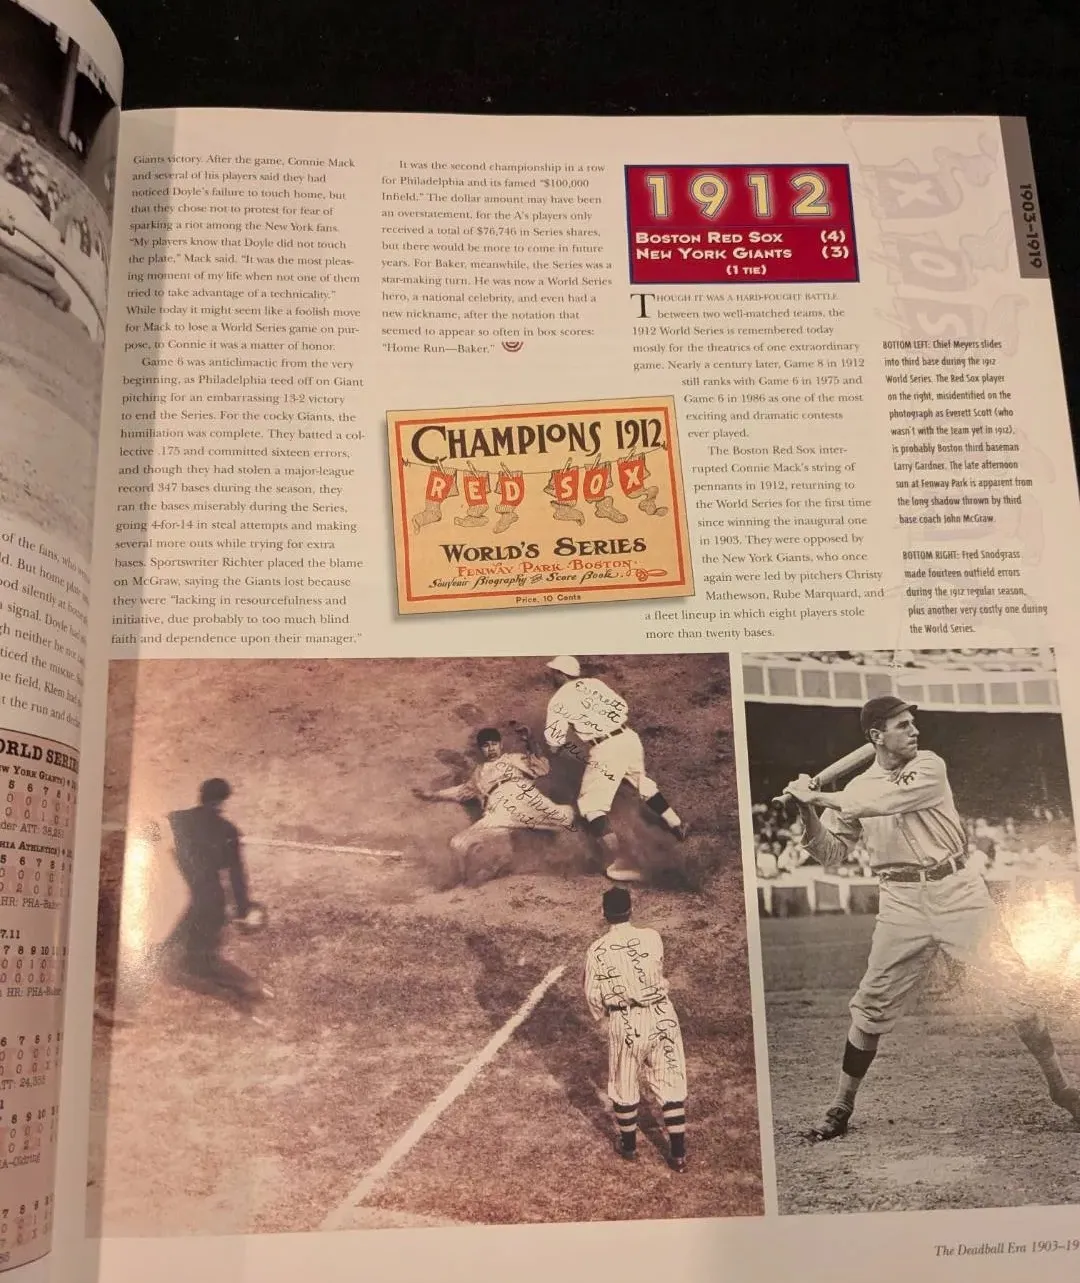 Giants victory. After the game, Connie Mack
and several of his players said they had
noticed Doyle's failure to touch home, but
that they chose not to protest for fear of
sparking a riot among the New York fans.
"My players know that Doyle did not touch
the plate," Mack said. "It was the most pleas-
ing moment of my life when not one of them
tried to take advantage of a technicality."
While today it might seem like a foolish move
for Mack to lose a World Series game on pur-
pose, to Connie it was a matter of honor.
Game 6 was anticlimactic from the very
beginning, as Philadelphia teed off on Giant
pitching for an embarrassing 13-2 victory
to end the Series. For the cocky Giants, the
humiliation was complete. They batted a col-
lective .175 and committed sixteen errors,
and though they had stolen a major-league
record 347 bases during the season, they
ran the bases miserably during the Series,
going 4-for-14 in steal attempts and making
several more outs while trying for extra
bases. Sportswriter Richter placed the blame
on McGraw, saying the Giants lost because
they were "lacking in resourcefulness and
initiative, due probably to too much blind
faith and dependence upon their manager."
It was the second championship in a row
for Philadelphia and its famed "$100,000
Infield." The dollar amount may have been
an overstatement, for the A's players only
received a total of $76,746 in Series shares,
but there would be more to come in future
years. For Baker, meanwhile, the Series was a
star-making turn. He was now a World Series
hero, a national celebrity, and even had a
new nickname, after the notation that
seemed to appear so often in box scores:
"Home Run—Baker."
CHAMPIONS 1912
RED SOX
WORLD'S SERIES
FENWAY PARK · BOSTON·
Souvenir Biography & Score Book.
Price, 10 Cents
1912
BOSTON RED SOX (4)
NEW YORK GIANTS (3)
(1 TIE)
THOUGH IT WAS A HARD-FOUGHT BATTLE
between two well-matched teams, the
1912 World Series is remembered today
mostly for the theatrics of one extraordinary
game. Nearly a century later, Game 8 in 1912
still ranks with Game 6 in 1975 and
Game 6 in 1986 as one of the most
exciting and dramatic contests
ever played.
The Boston Red Sox inter-
rupted Connie Mack's string of
pennants in 1912, returning to
the World Series for the first time
since winning the inaugural one
in 1903. They were opposed by
the New York Giants, who once
again were led by pitchers Christy
Mathewson, Rube Marquard, and
a fleet lineup in which eight players stole
more than twenty bases.
1903–1919
BOTTOM LEFT: Chief Meyers slides
into third base during the 1912
World Series. The Red Sox player
on the right, misidentified on the
photograph as Everett Scott (who
wasn't with the team yet in 1912),
is probably Boston third baseman
Larry Gardner. The late afternoon
sun at Fenway Park is apparent from
the long shadow thrown by third
base coach John McGraw.
BOTTOM RIGHT: Fred Snodgrass
made fourteen outfield errors
during the 1912 regular season,
plus another very costly one during
the World Series.
Everett
Scott
Boston
Americans
Chief Myers
Giants
John McGraw
N.Y. Giants
The Deadball Era 1903–19